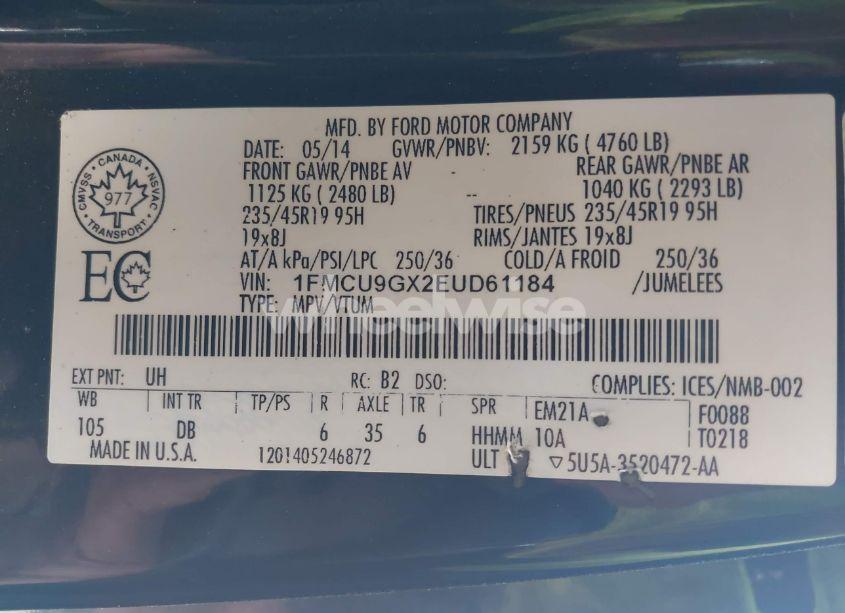 MFD. BY FORD MOTOR COMPANY
DATE: 05/14 GVWR/PNBV: 2159 KG ( 4760 LB)
FRONT GAWR/PNBE AV REAR GAWR/PNBE AR
1125 KG ( 2480 LB) -- 1040 KG ( 2293 LB)
235/45R19 95H TIRES/PNEUS 235/45R19 95H
19x8J RIMS/JANTES 19x8J
AT/A kPa/PSI/LPC 250/36 COLD/A FROID 250/36
VIN: 1FMCU9GX2EUD61184 /JUMELEES
TYPE: MPV/VTUM
CMVSS • CANADA • NSVAC • TRANSPORT
977
EC
wheelwise
EXT PNT: UH RC: B2 DSO: COMPLIES: ICES/NMB-002
WB INT TR TP/PS R AXLE TR SPR EM21A F0088
105 DB 6 35 6 HHMM 10A T0218
MADE IN U.S.A. 1201405246872 ULT ▽5U5A-3520472-AA